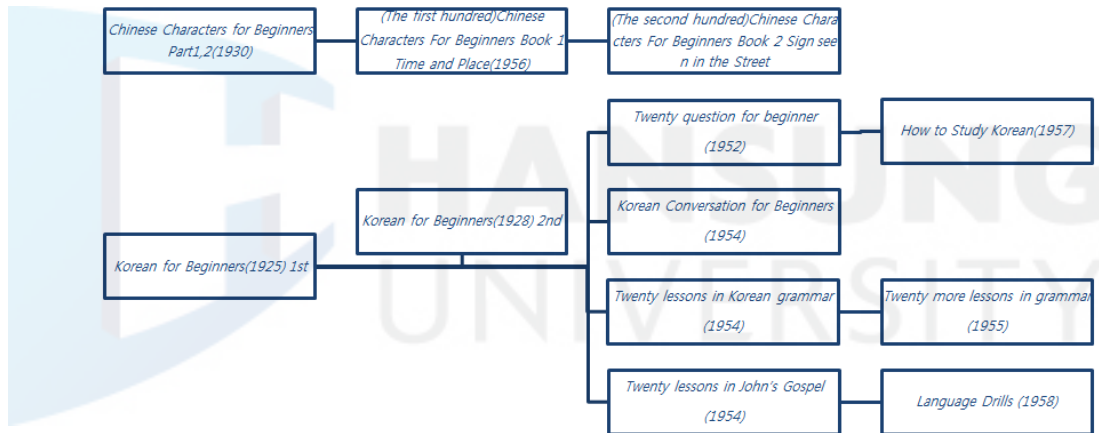 Chinese Characters for Beginners
Part1,2(1930)
(The first hundred)Chinese
Characters For Beginners Book 1
Time and Place(1956)
(The second hundred)Chinese Chara
cters For Beginners Book 2 Sign see
n in the Street
Twenty question for beginner
(1952)
How to Study Korean(1957)
Korean for Beginners(1928) 2nd
Korean Conversation for Beginners
(1954)
Korean for Beginners(1925) 1st
Twenty lessons in Korean grammar
(1954)
Twenty more lessons in grammar
(1955)
Twenty lessons in John's Gospel
(1954)
Language Drills (1958)
HANSUNG
UNIVERSITY